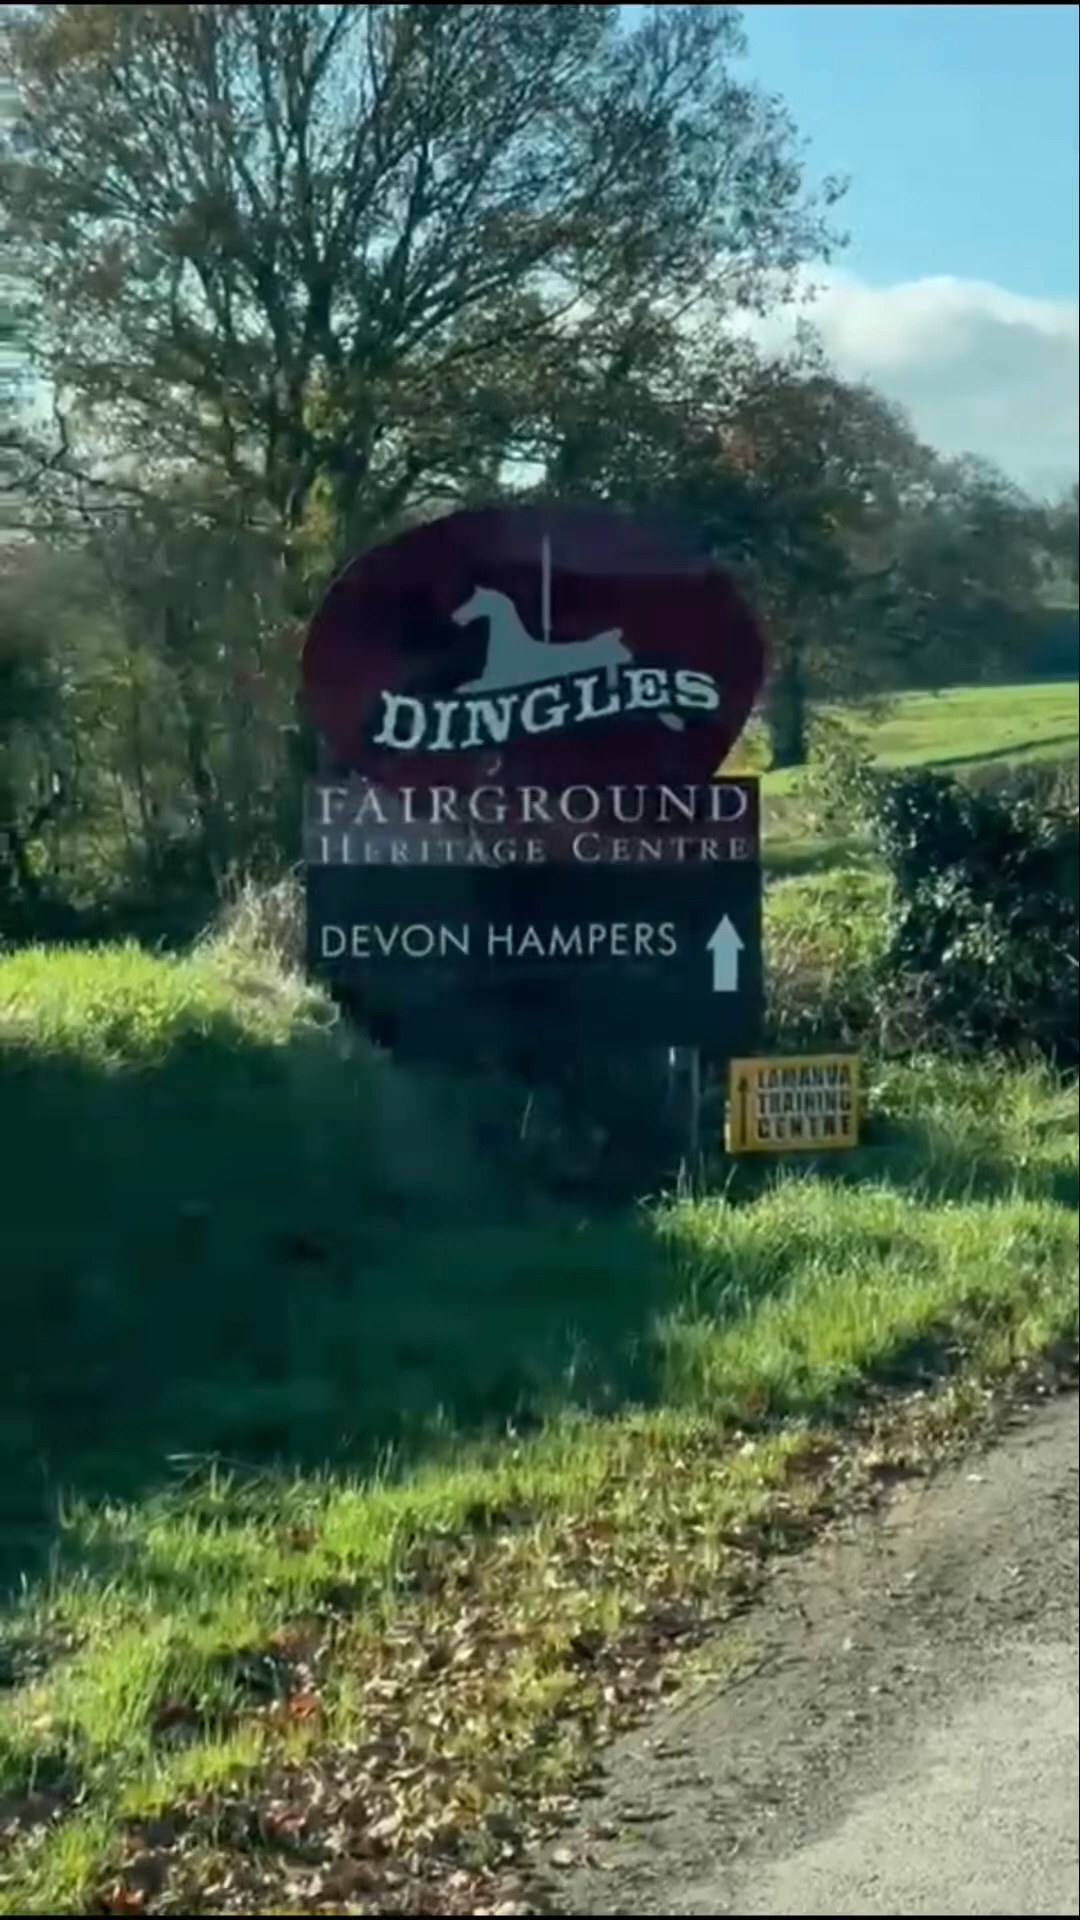 DINGLES
FAIRGROUND
HERITAGE CENTRE
DEVON HAMPERS
LAMANVA
TRAINING
CENTRE